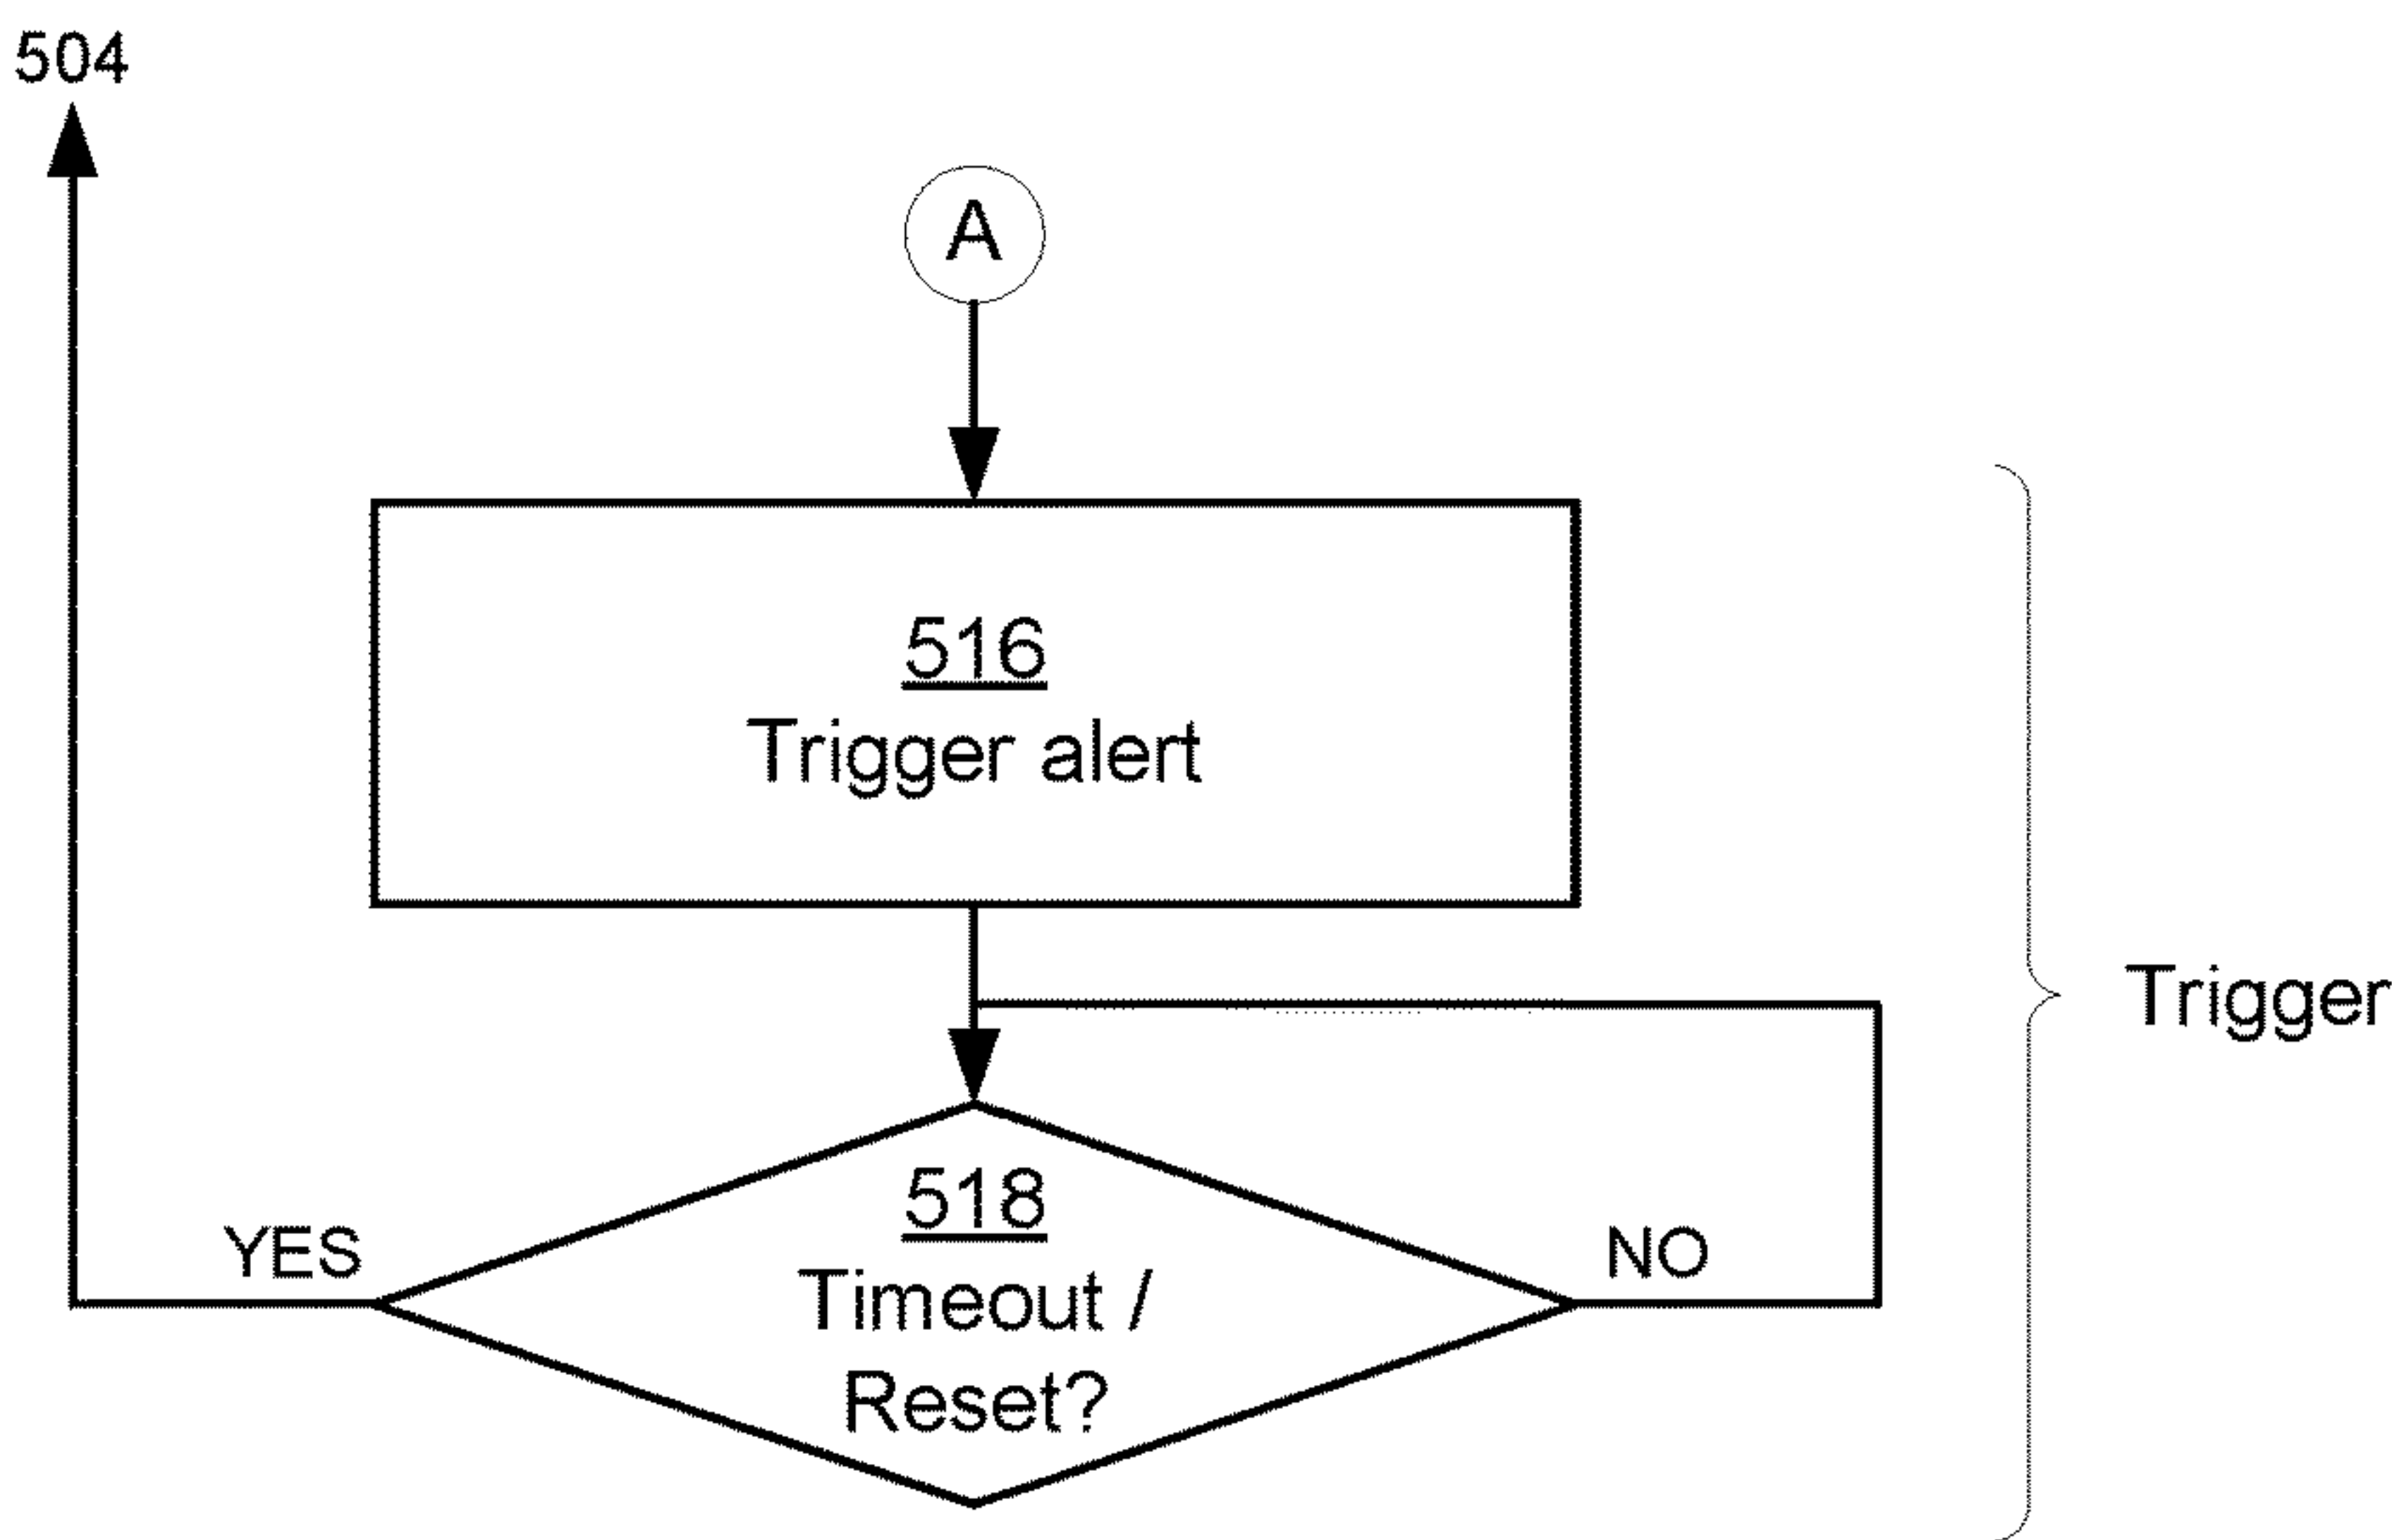 504
A
516
Trigger alert
Trigger
518
YES
NO
Timeout /
Reset?